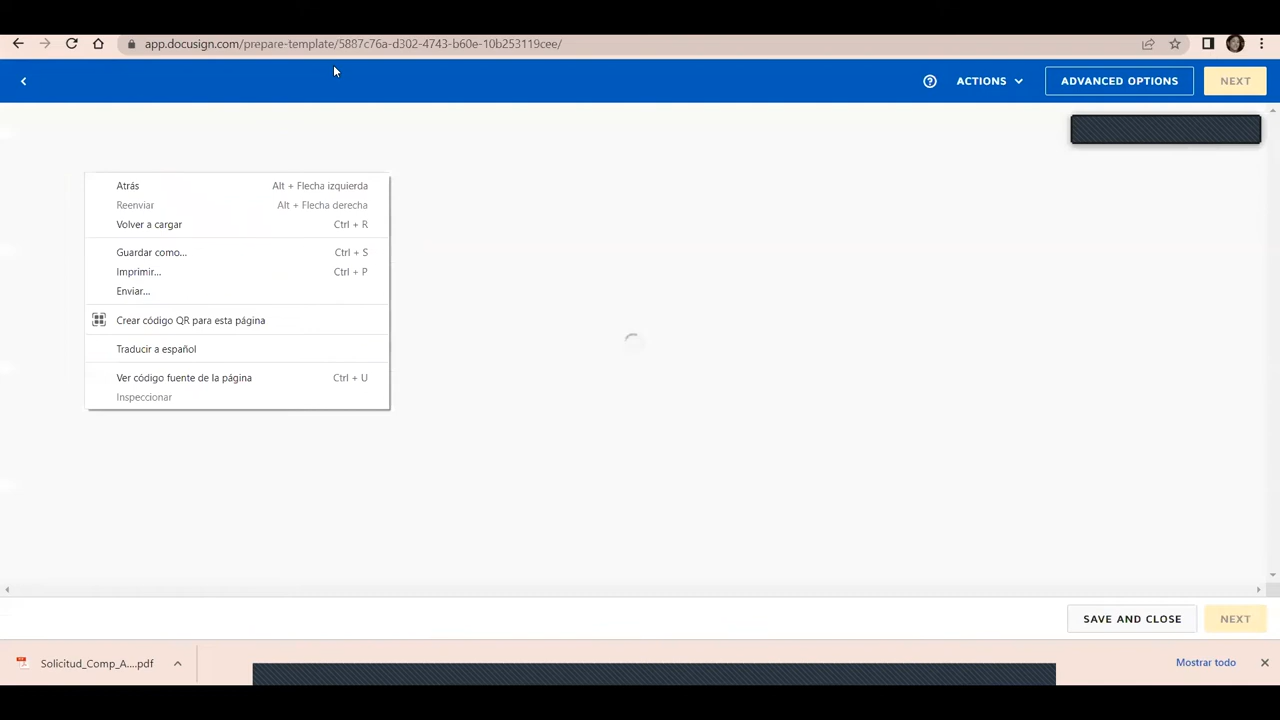 app.docusign.com/prepare-template/5887c76a-d302-4743-b60e-10b253119cee/
ACTIONS
ADVANCED OPTIONS
NEXT
Atrás Alt + Flecha izquierda
Reenviar Alt + Flecha derecha
Volver a cargar Ctrl + R
Guardar como... Ctrl + S
Imprimir... Ctrl + P
Enviar...
Crear código QR para esta página
Traducir a español
Ver código fuente de la página Ctrl + U
Inspeccionar
SAVE AND CLOSE
NEXT
Solicitud_Comp_A....pdf
Mostrar todo